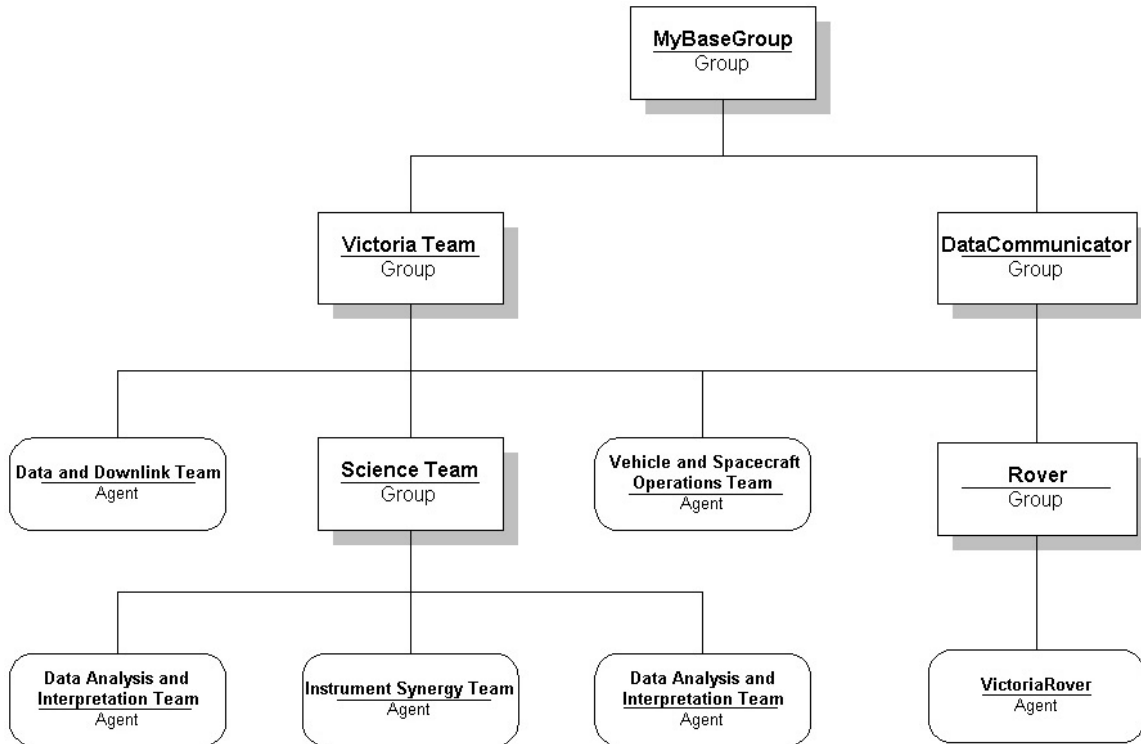 MyBaseGroup
Group
Victoria Team
Group
DataCommunicator
Group
Data and Downlink Team
Agent
Science Team
Group
Vehicle and Spacecraft
Operations Team
Agent
Rover
Group
Data Analysis and
Interpretation Team
Agent
Instrument Synergy Team
Agent
Data Analysis and
Interpretation Team
Agent
VictoriaRover
Agent